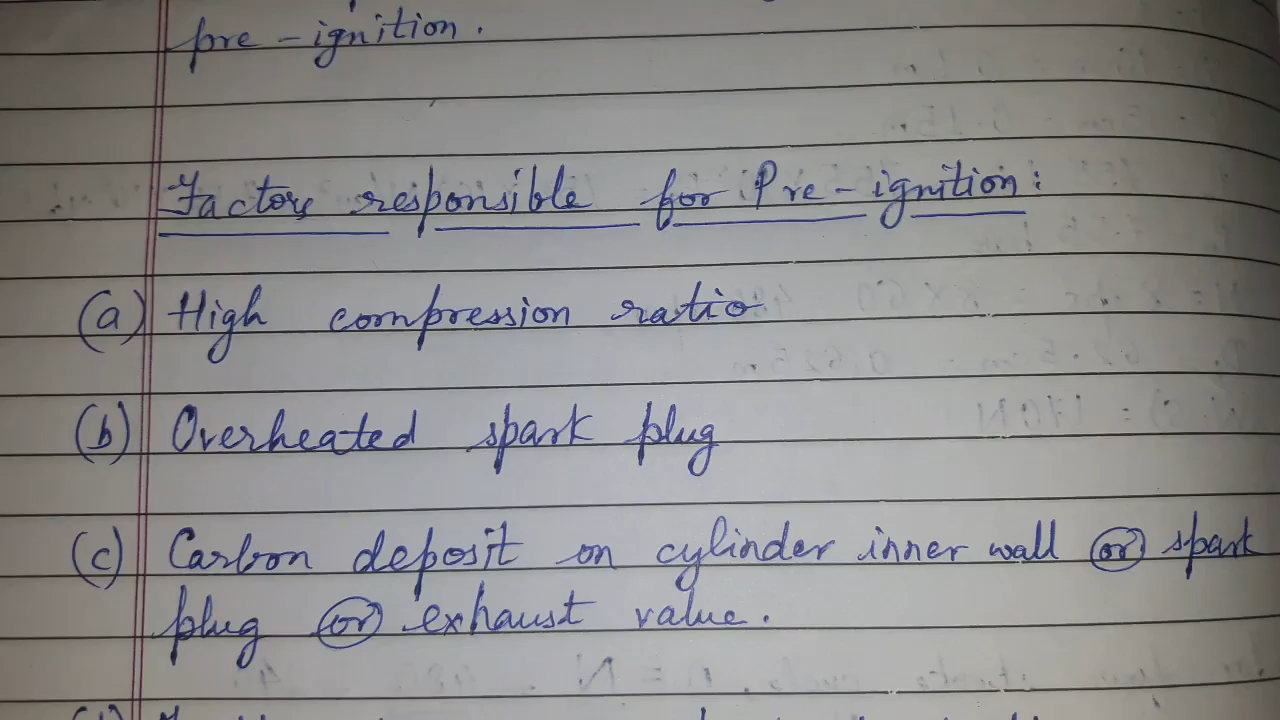 pre-ignition.
Factors responsible for Pre-ignition:
(a) High compression ratio
(b) Overheated spark plug
(c) Carbon deposit on cylinder inner wall or spark
plug or exhaust value.